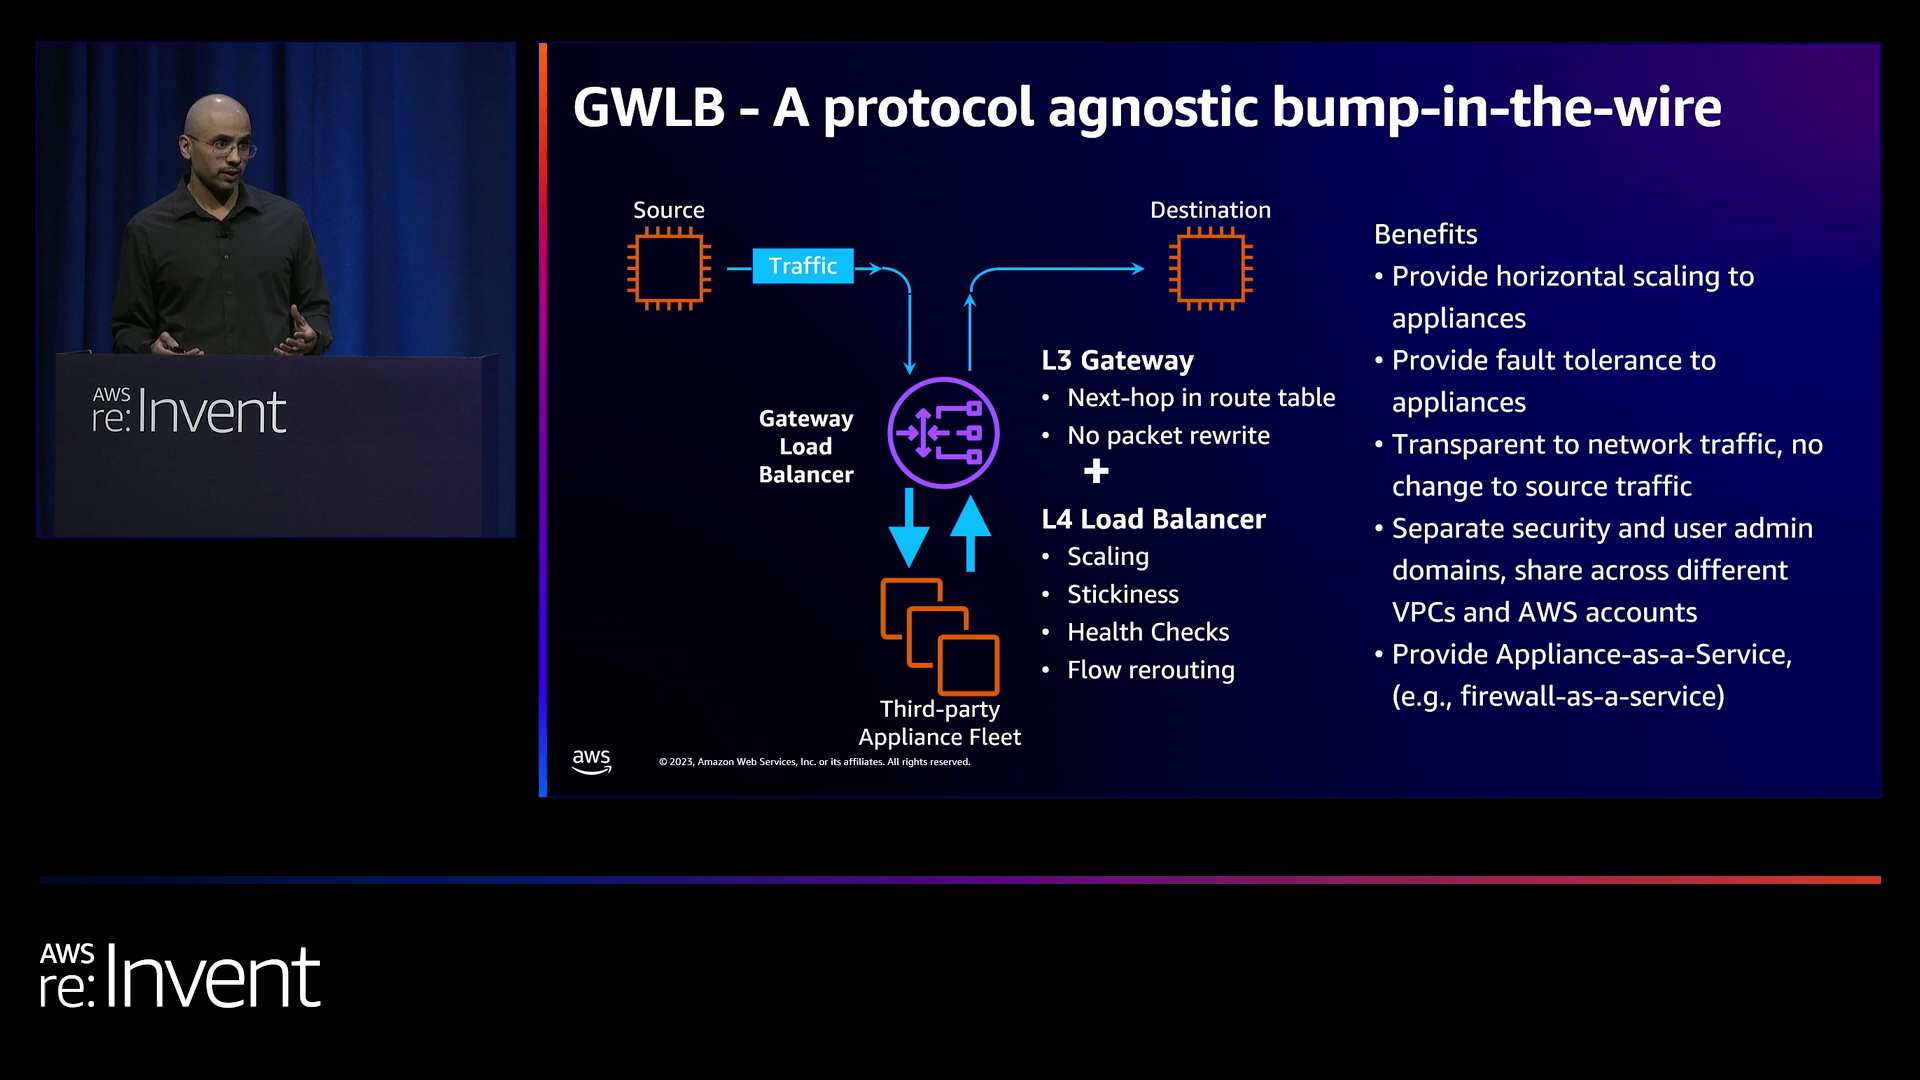 GWLB - A protocol agnostic bump-in-the-wire
Source
Traffic
Destination
Gateway
Load
Balancer
Third-party
Appliance Fleet
L3 Gateway
• Next-hop in route table
• No packet rewrite
+
L4 Load Balancer
• Scaling
• Stickiness
• Health Checks
• Flow rerouting
Benefits
• Provide horizontal scaling to
appliances
• Provide fault tolerance to
appliances
• Transparent to network traffic, no
change to source traffic
• Separate security and user admin
domains, share across different
VPCs and AWS accounts
• Provide Appliance-as-a-Service,
(e.g., firewall-as-a-service)
aws
© 2023, Amazon Web Services, Inc. or its affiliates. All rights reserved.
AWS
re:Invent
AWS
re:Invent